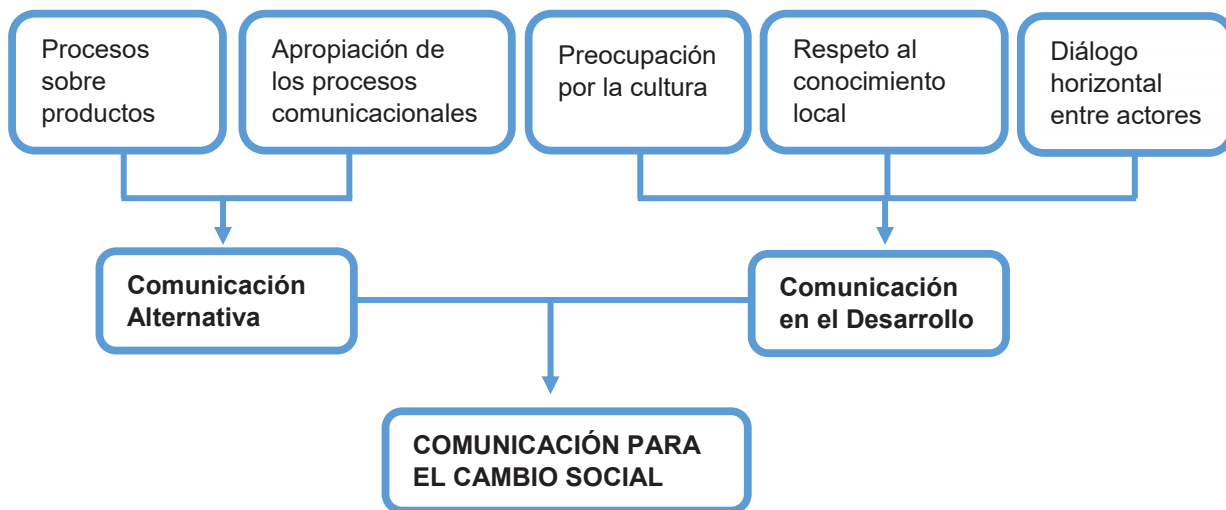 Procesos
sobre
productos
Apropiación de
los procesos
comunicacionales
Preocupación
por la cultura
Respeto al
conocimiento
local
Diálogo
horizontal
entre actores
Comunicación
Alternativa
Comunicación
en el Desarrollo
COMUNICACIÓN PARA
EL CAMBIO SOCIAL